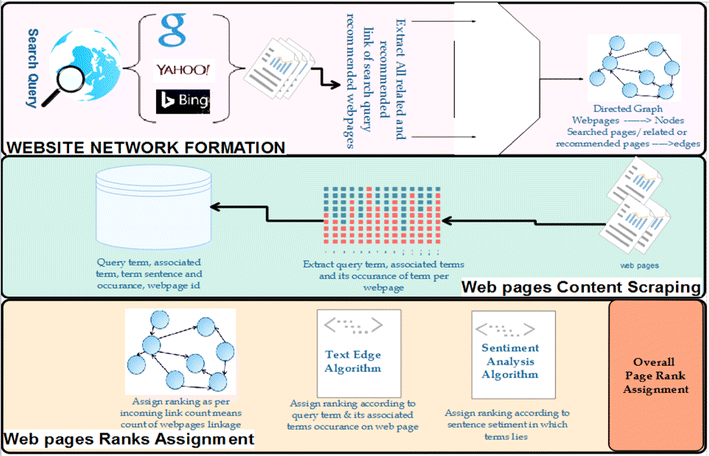 Search Query
g
YAHOO!
Bing
Extract All related and
recommended
link of search query
recommended webpages
Directed Graph
Webpages -------> Nodes
Searched pages/ related or
recommended pages ----->edges
WEBSITE NETWORK FORMATION
Query term, associated
term, term sentence and
occurance, webpage id
Extract query term, associated terms
and its occurance of term per
webpage
web pages
Web pages Content Scraping
Assign ranking as per
incoming link count means
count of webpages linkage
Text Edge
Algorithm
Assign ranking according to
query term & its associated
terms occurance on web page
Sentiment
Analysis
Algorithm
Assign ranking according to
sentence setiment in which
terms lies
Overall
Page Rank
Assignment
Web pages Ranks Assignment